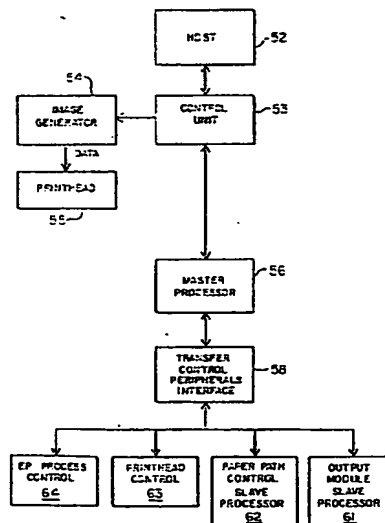 HOST
52
54
IMAGE
GENERATOR
CONTROL
UNIT
53
DATA
PRINTHEAD
55
MASTER
PROCESSOR
56
TRANSFER
CONTROL
PERIPHERALS
INTERFACE
58
EP PROCESS
CONTROL
64
PRINTHEAD
CONTROL
63
PAPER PATH
CONTROL
SLAVE
PROCESSOR
62
OUTPUT
MODULE
SLAVE
PROCESSOR
61